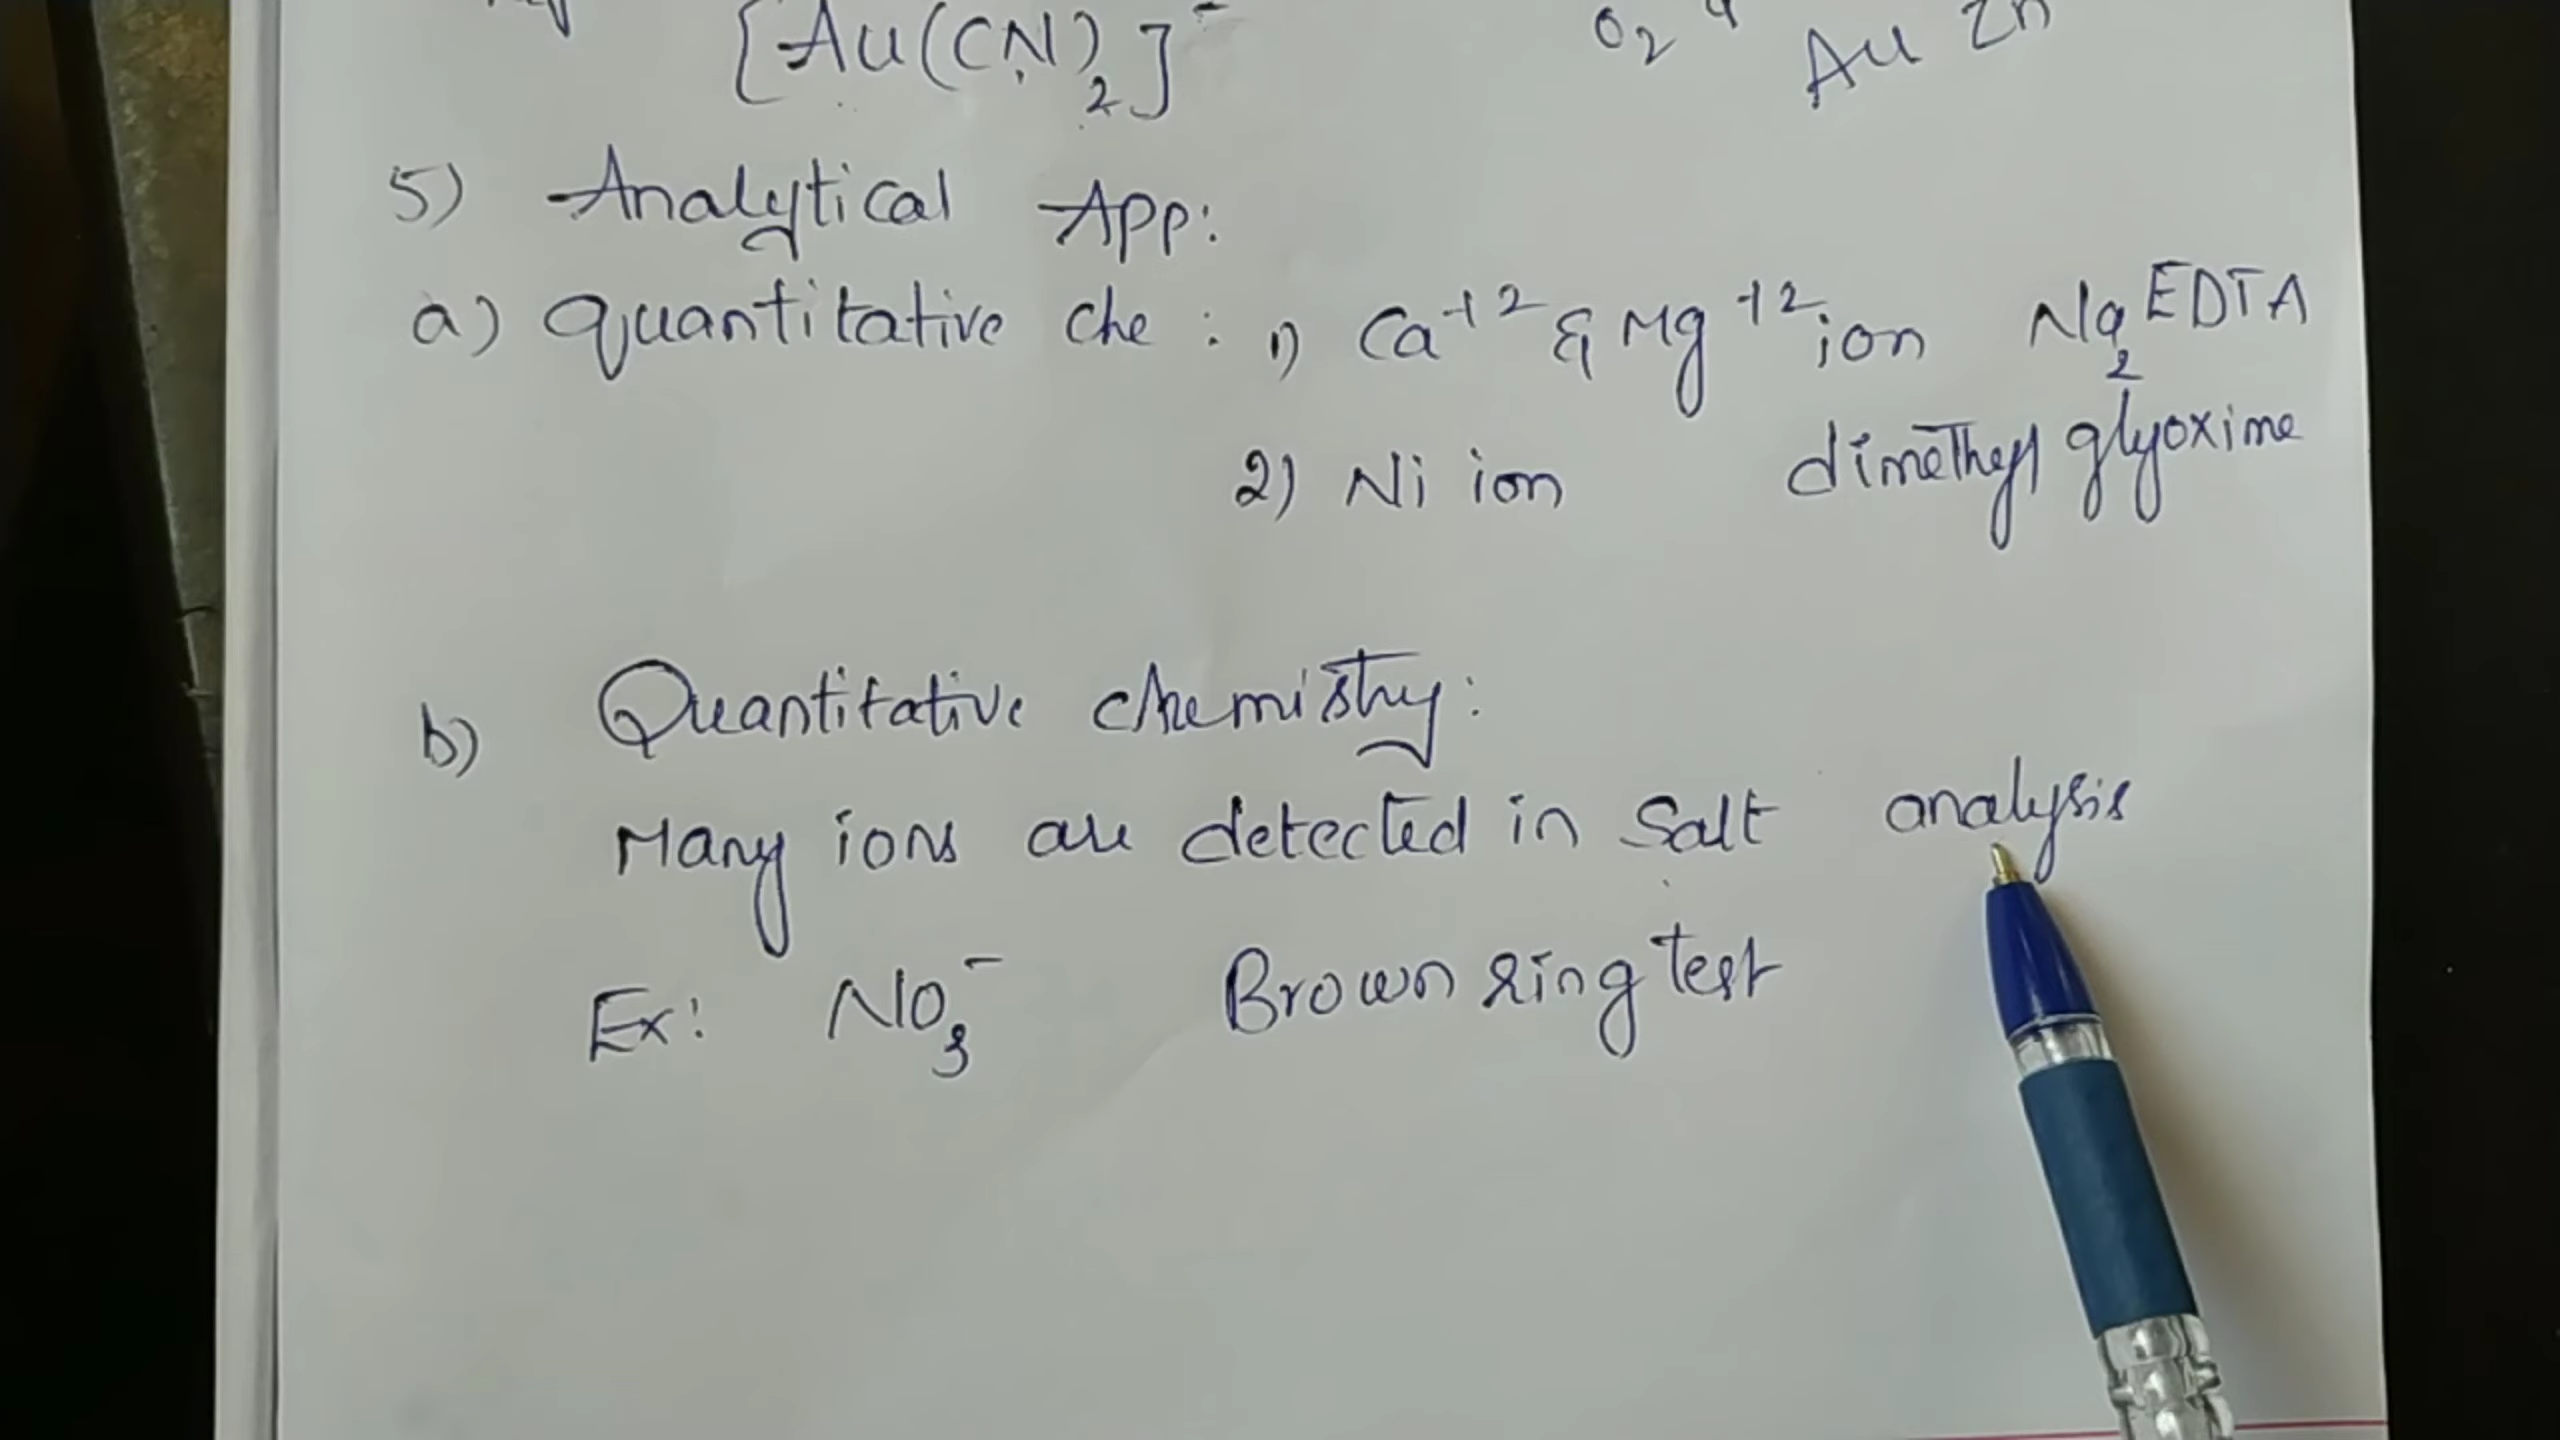 [Au(CN)₂]⁻ O₂ Au Zn
5) Analytical App:
a) Quantitative che : 1) Ca⁺² & Mg⁺² ion Na₂EDTA
2) Ni ion dimethyl glyoxime
b) Quantitative chemistry:
Many ions are detected in Salt analysis
Ex: NO₃⁻ Brown ring test